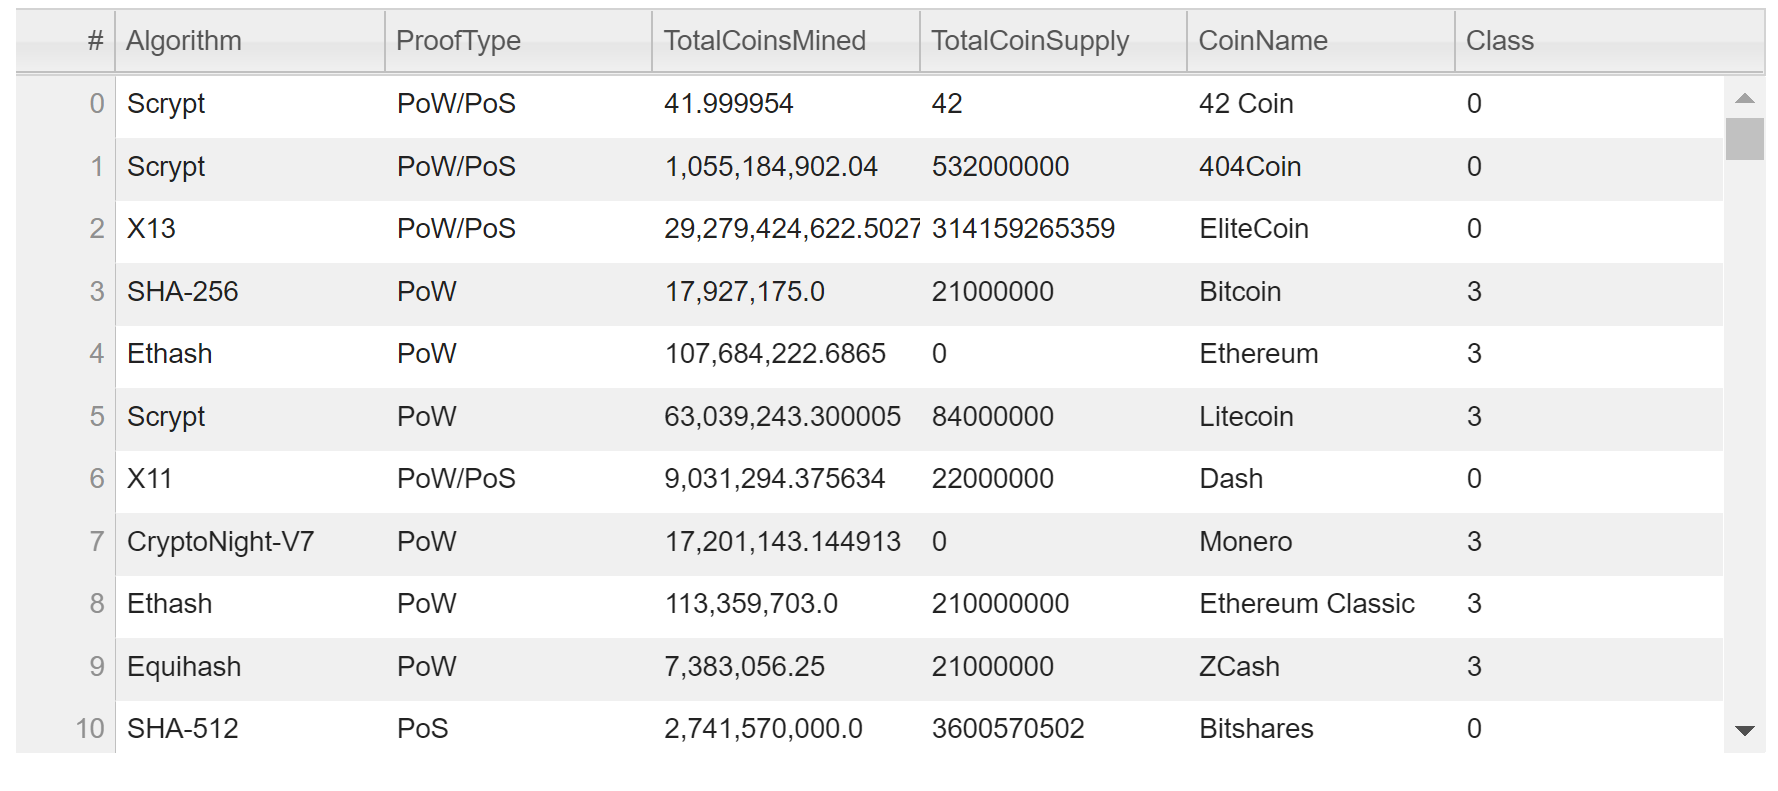 # Algorithm ProofType TotalCoinsMined TotalCoinSupply CoinName Class
0 Scrypt PoW/PoS 41.999954 42 42 Coin 0
1 Scrypt PoW/PoS 1,055,184,902.04 532000000 404Coin 0
2 X13 PoW/PoS 29,279,424,622.5027 314159265359 EliteCoin 0
3 SHA-256 PoW 17,927,175.0 21000000 Bitcoin 3
4 Ethash PoW 107,684,222.6865 0 Ethereum 3
5 Scrypt PoW 63,039,243.300005 84000000 Litecoin 3
6 X11 PoW/PoS 9,031,294.375634 22000000 Dash 0
7 CryptoNight-V7 PoW 17,201,143.144913 0 Monero 3
8 Ethash PoW 113,359,703.0 210000000 Ethereum Classic 3
9 Equihash PoW 7,383,056.25 21000000 ZCash 3
10 SHA-512 PoS 2,741,570,000.0 3600570502 Bitshares 0